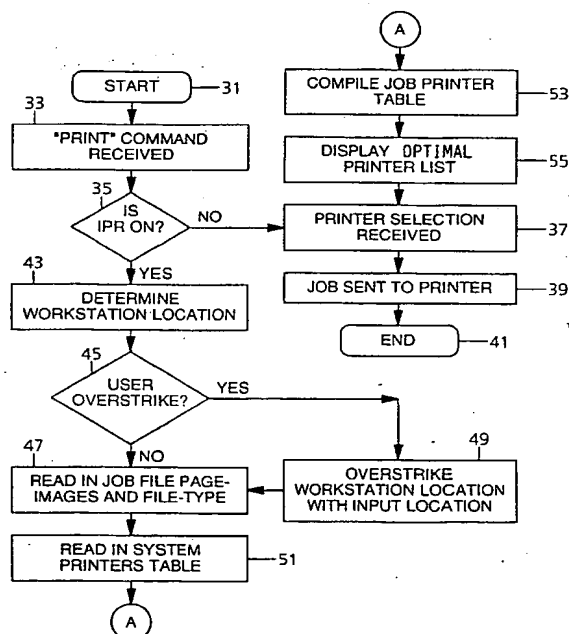 START
31
33
"PRINT" COMMAND
RECEIVED
35
IS
IPR ON?
NO
YES
43
DETERMINE
WORKSTATION LOCATION
45
USER
OVERSTRIKE?
YES
NO
47
READ IN JOB FILE PAGE-
IMAGES AND FILE-TYPE
49
OVERSTRIKE
WORKSTATION LOCATION
WITH INPUT LOCATION
READ IN SYSTEM
PRINTERS TABLE
51
A
A
COMPILE JOB PRINTER
TABLE
53
DISPLAY OPTIMAL
PRINTER LIST
55
PRINTER SELECTION
RECEIVED
37
JOB SENT TO PRINTER
39
END
41